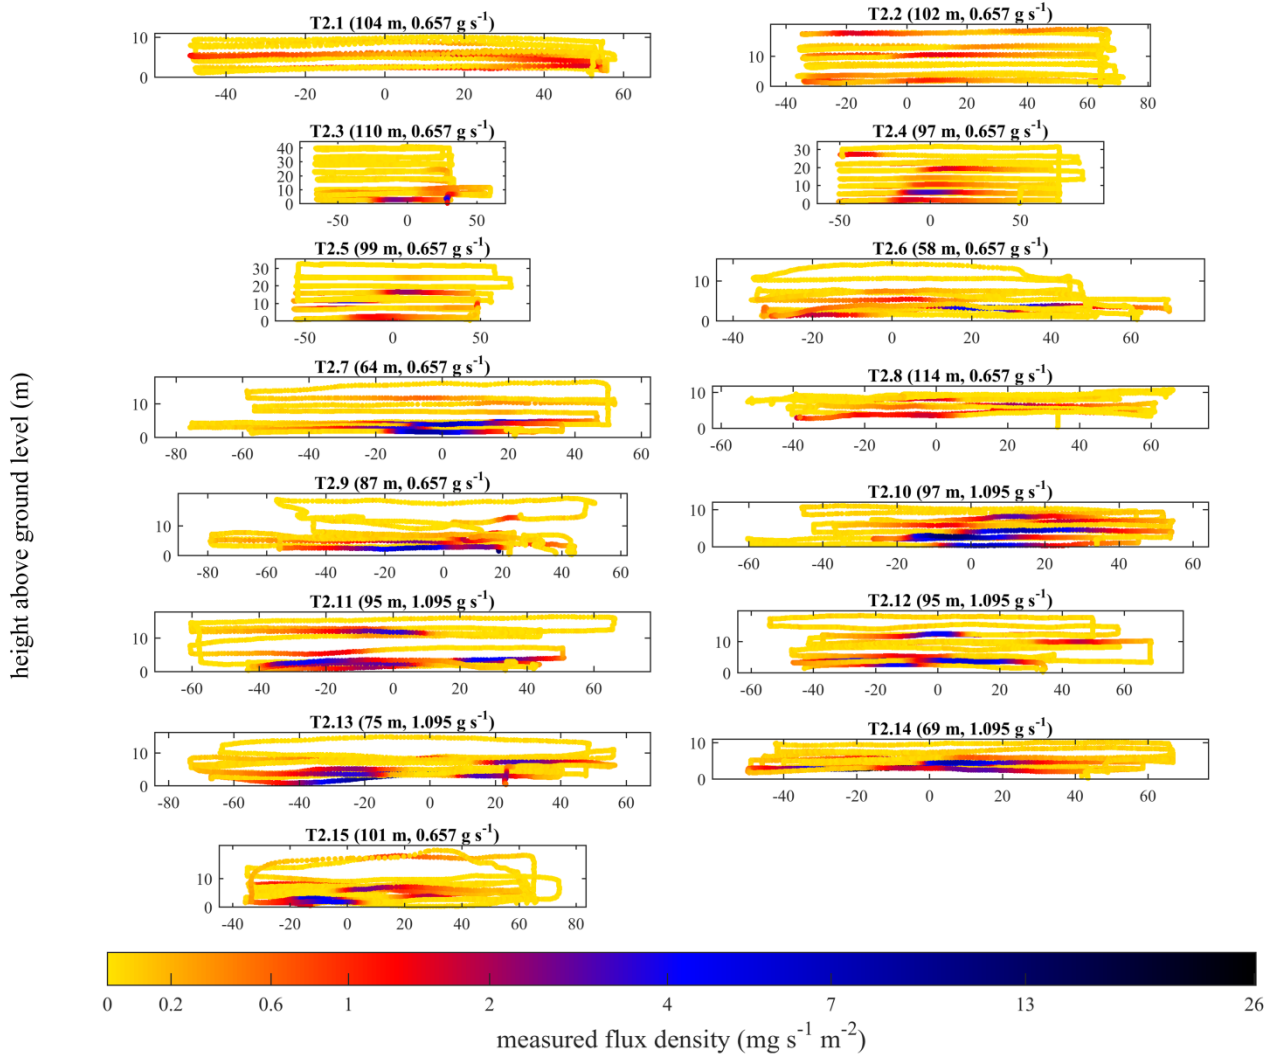 T2.1 (104 m, 0.657 g s-1)
10
0
-40 -20 0 20 40 60
T2.2 (102 m, 0.657 g s-1)
10
0
-40 -20 0 20 40 60 80
T2.3 (110 m, 0.657 g s-1)
40
30
20
10
0
-50 0 50
T2.4 (97 m, 0.657 g s-1)
30
20
10
0
-50 0 50
T2.5 (99 m, 0.657 g s-1)
30
20
10
0
-50 0 50
T2.6 (58 m, 0.657 g s-1)
10
0
-40 -20 0 20 40 60
T2.7 (64 m, 0.657 g s-1)
10
0
-80 -60 -40 -20 0 20 40 60
T2.8 (114 m, 0.657 g s-1)
10
0
-60 -40 -20 0 20 40 60
T2.9 (87 m, 0.657 g s-1)
10
0
-80 -60 -40 -20 0 20 40 60
T2.10 (97 m, 1.095 g s-1)
10
0
-60 -40 -20 0 20 40 60
T2.11 (95 m, 1.095 g s-1)
10
0
-60 -40 -20 0 20 40 60
T2.12 (95 m, 1.095 g s-1)
10
0
-60 -40 -20 0 20 40 60
T2.13 (75 m, 1.095 g s-1)
10
0
-80 -60 -40 -20 0 20 40 60
T2.14 (69 m, 1.095 g s-1)
10
0
-40 -20 0 20 40 60
T2.15 (101 m, 0.657 g s-1)
10
0
-40 -20 0 20 40 60 80
height above ground level (m)
0 0.2 0.6 1 2 4 7 13 26
measured flux density (mg s-1 m-2)